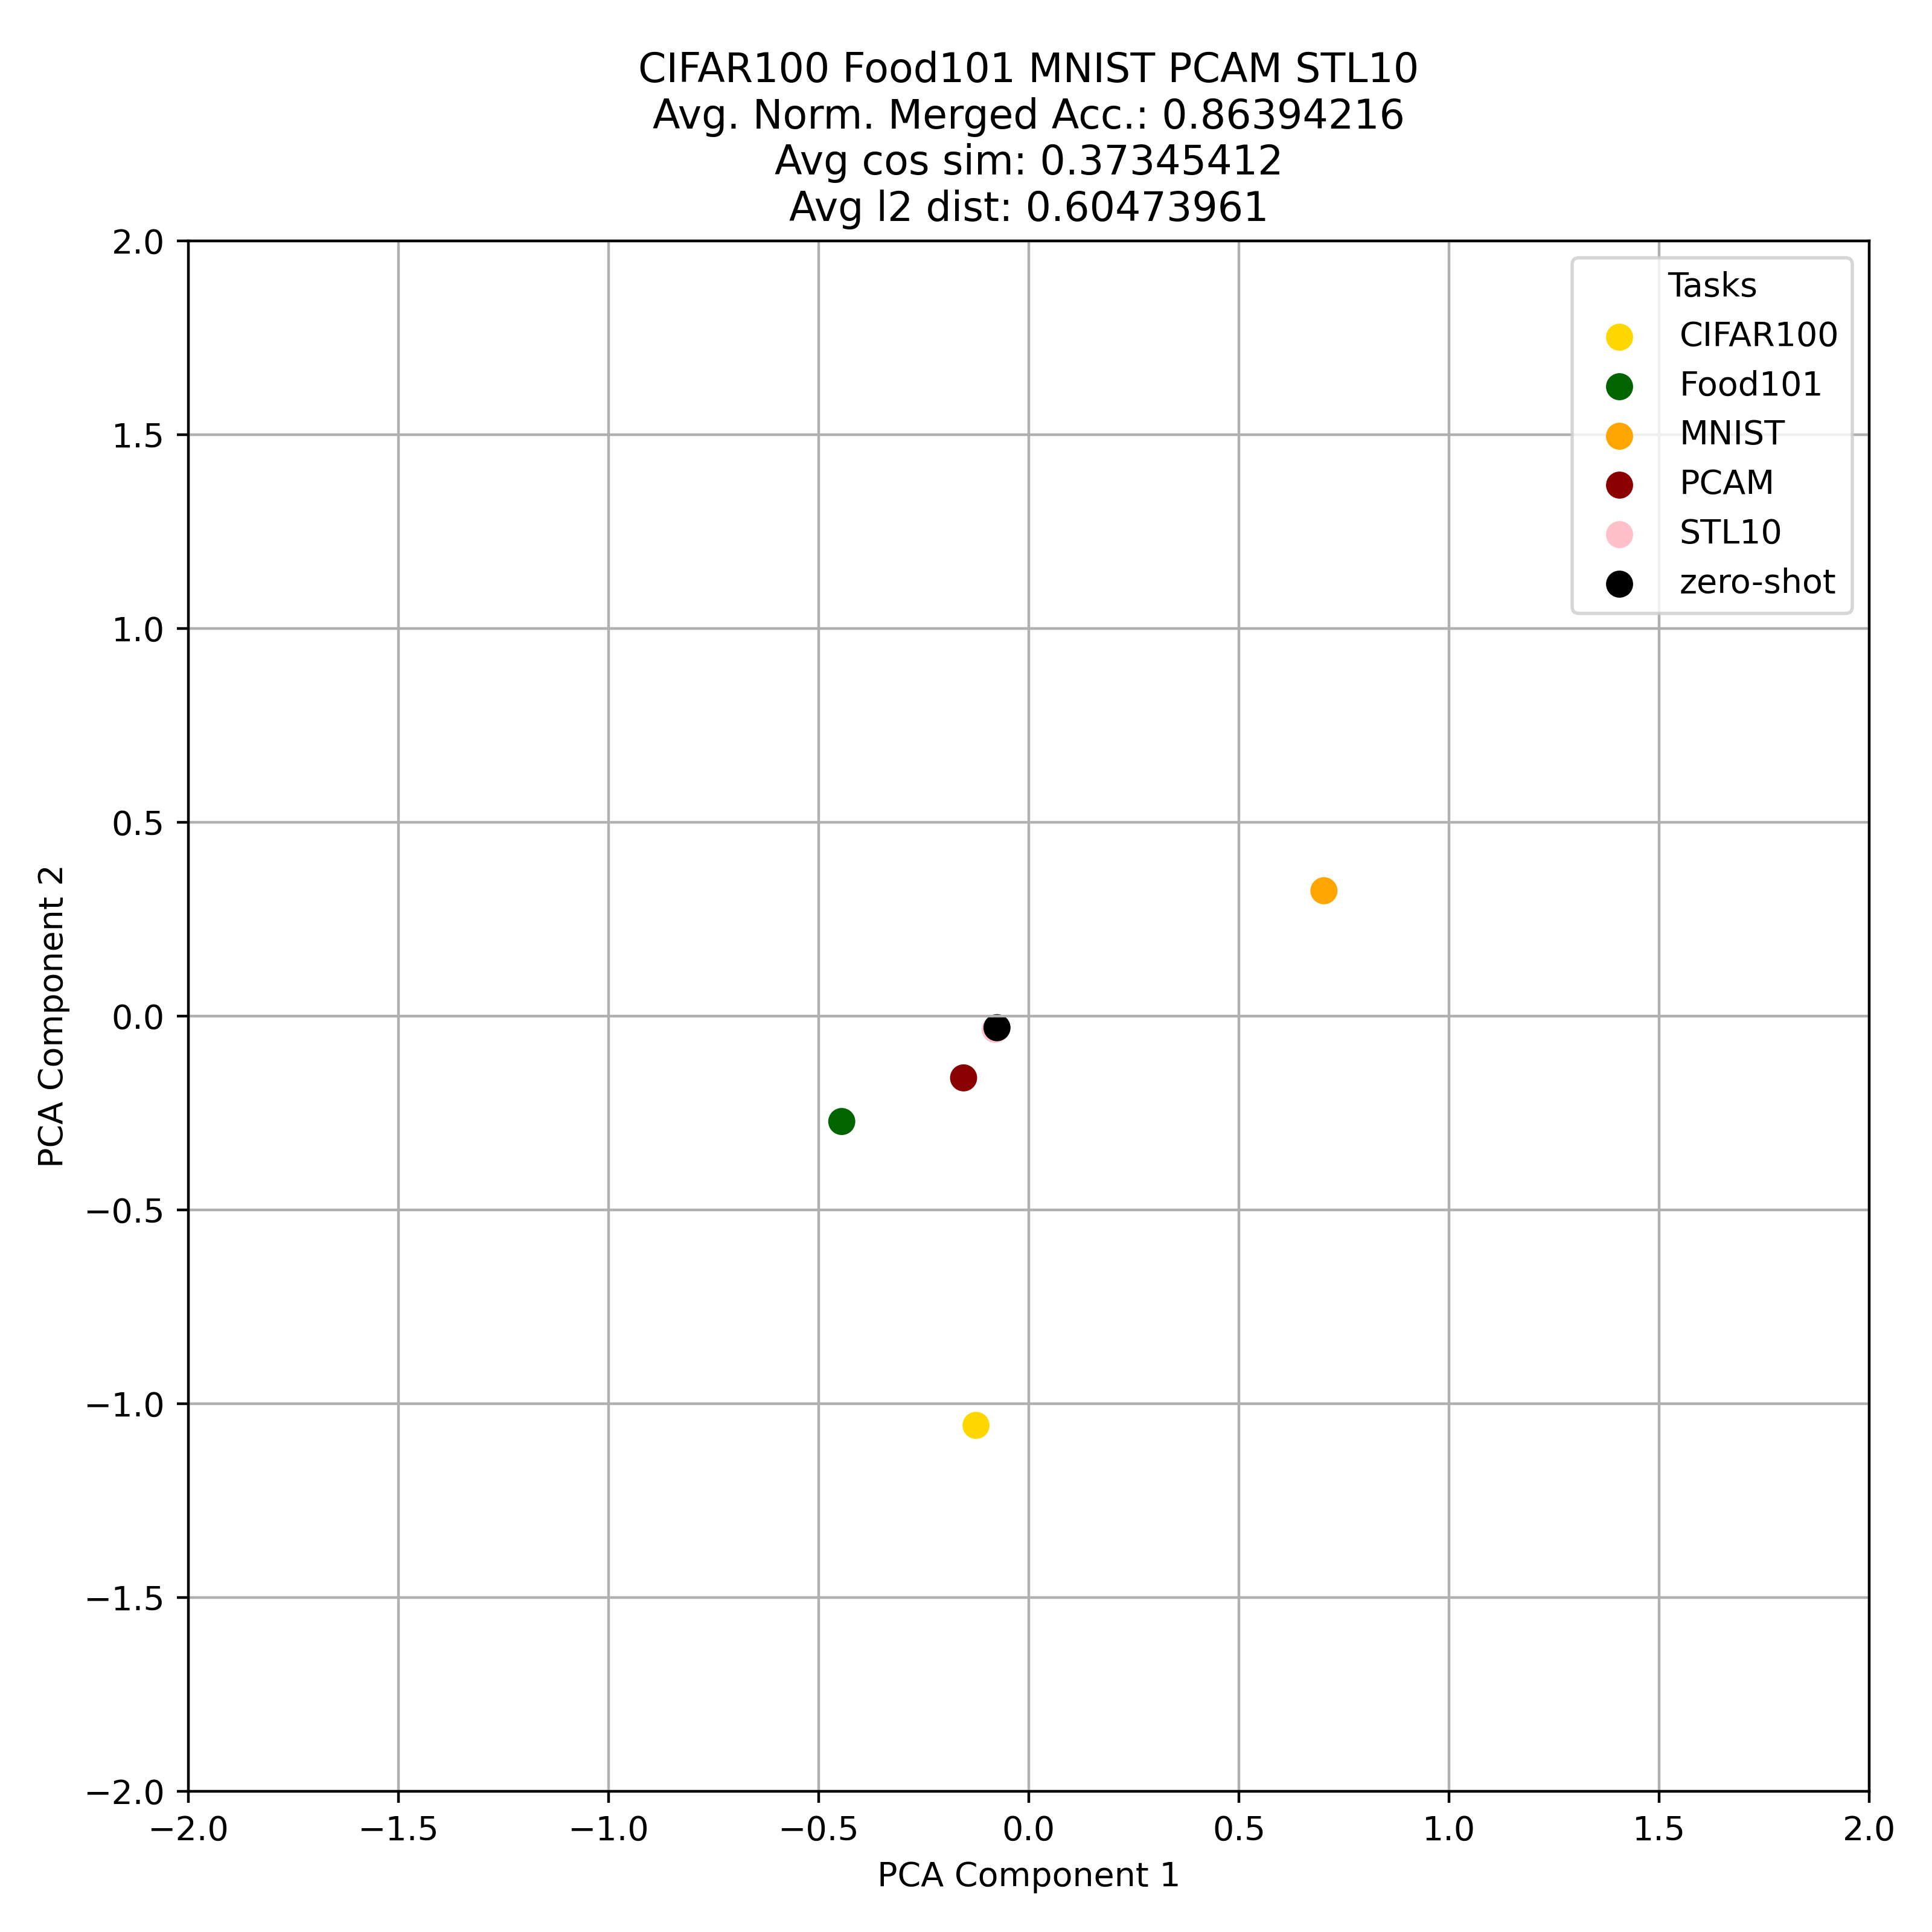 CIFAR100 Food101 MNIST PCAM STL10
Avg. Norm. Merged Acc.: 0.86394216
Avg cos sim: 0.37345412
Avg l2 dist: 0.60473961
Tasks
CIFAR100
Food101
MNIST
PCAM
STL10
zero-shot
PCA Component 2
2.0
1.5
1.0
0.5
0.0
−0.5
−1.0
−1.5
−2.0
−2.0 −1.5 −1.0 −0.5 0.0 0.5 1.0 1.5 2.0
PCA Component 1